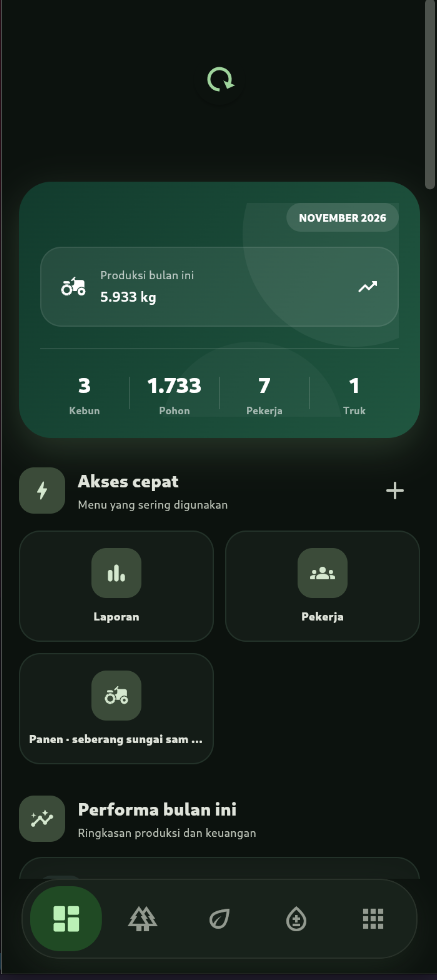 NOVEMBER 2026
Produksi bulan ini
5.933 kg
3
1.733
7
1
Kebun
Pohon
Pekerja
Truk
Akses cepat
Menu yang sering digunakan
Laporan
Pekerja
Panen - seberang sungai sam ...
Performa bulan ini
Ringkasan produksi dan keuangan